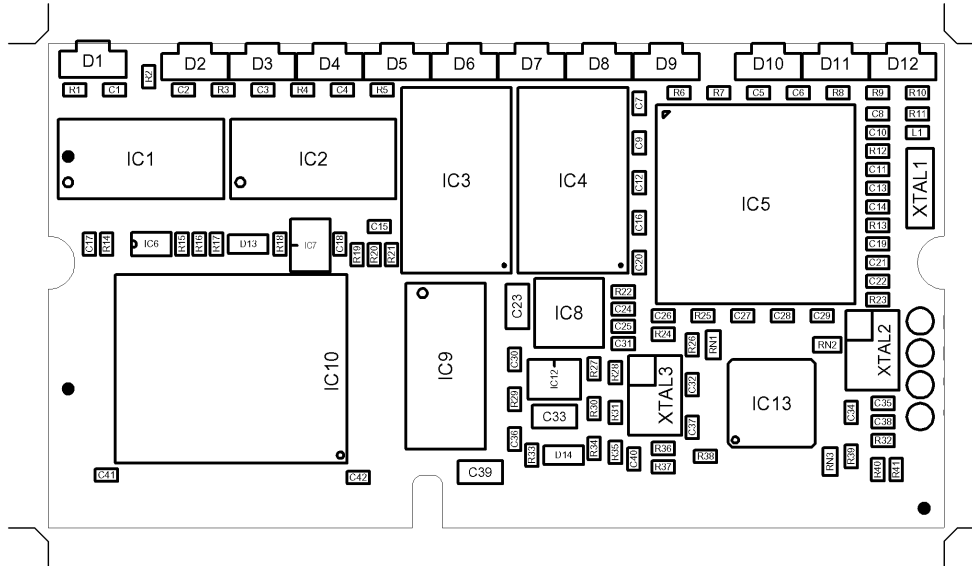 D1
D2 D3 D4 D5 D6 D7 D8 D9 D10 D11 D12
R1 C1 R2 C2 R3 C3 R4 C4 R5 R6 R7 C5 C6 R8 R9 R10
C7 C8 R11
IC1 IC2 C9 C10 L1
R12
IC3 IC4 C12 IC5 C11 XTAL1
C13
C14
C15 C16 R13
C17 R14 IC6 R15 R16 R17 D13 R18 IC7 C18 C19
R19 R20 R21 C20 C21
C22
R22 R23
C23 IC8 C24 C26 R25 C27 C28 C29
C25 R24
C31 R26 RN1 RN2 XTAL2
IC10 IC9 C30 IC12 R27 R28 XTAL3 C32
R29 R30 R31 IC13 C34 C35
C33 C37 C38
C36 R32
R33 D14 R34 R35 C40 R36 R38 RN3 R39
C41 C42 C39 R37 R40 R41